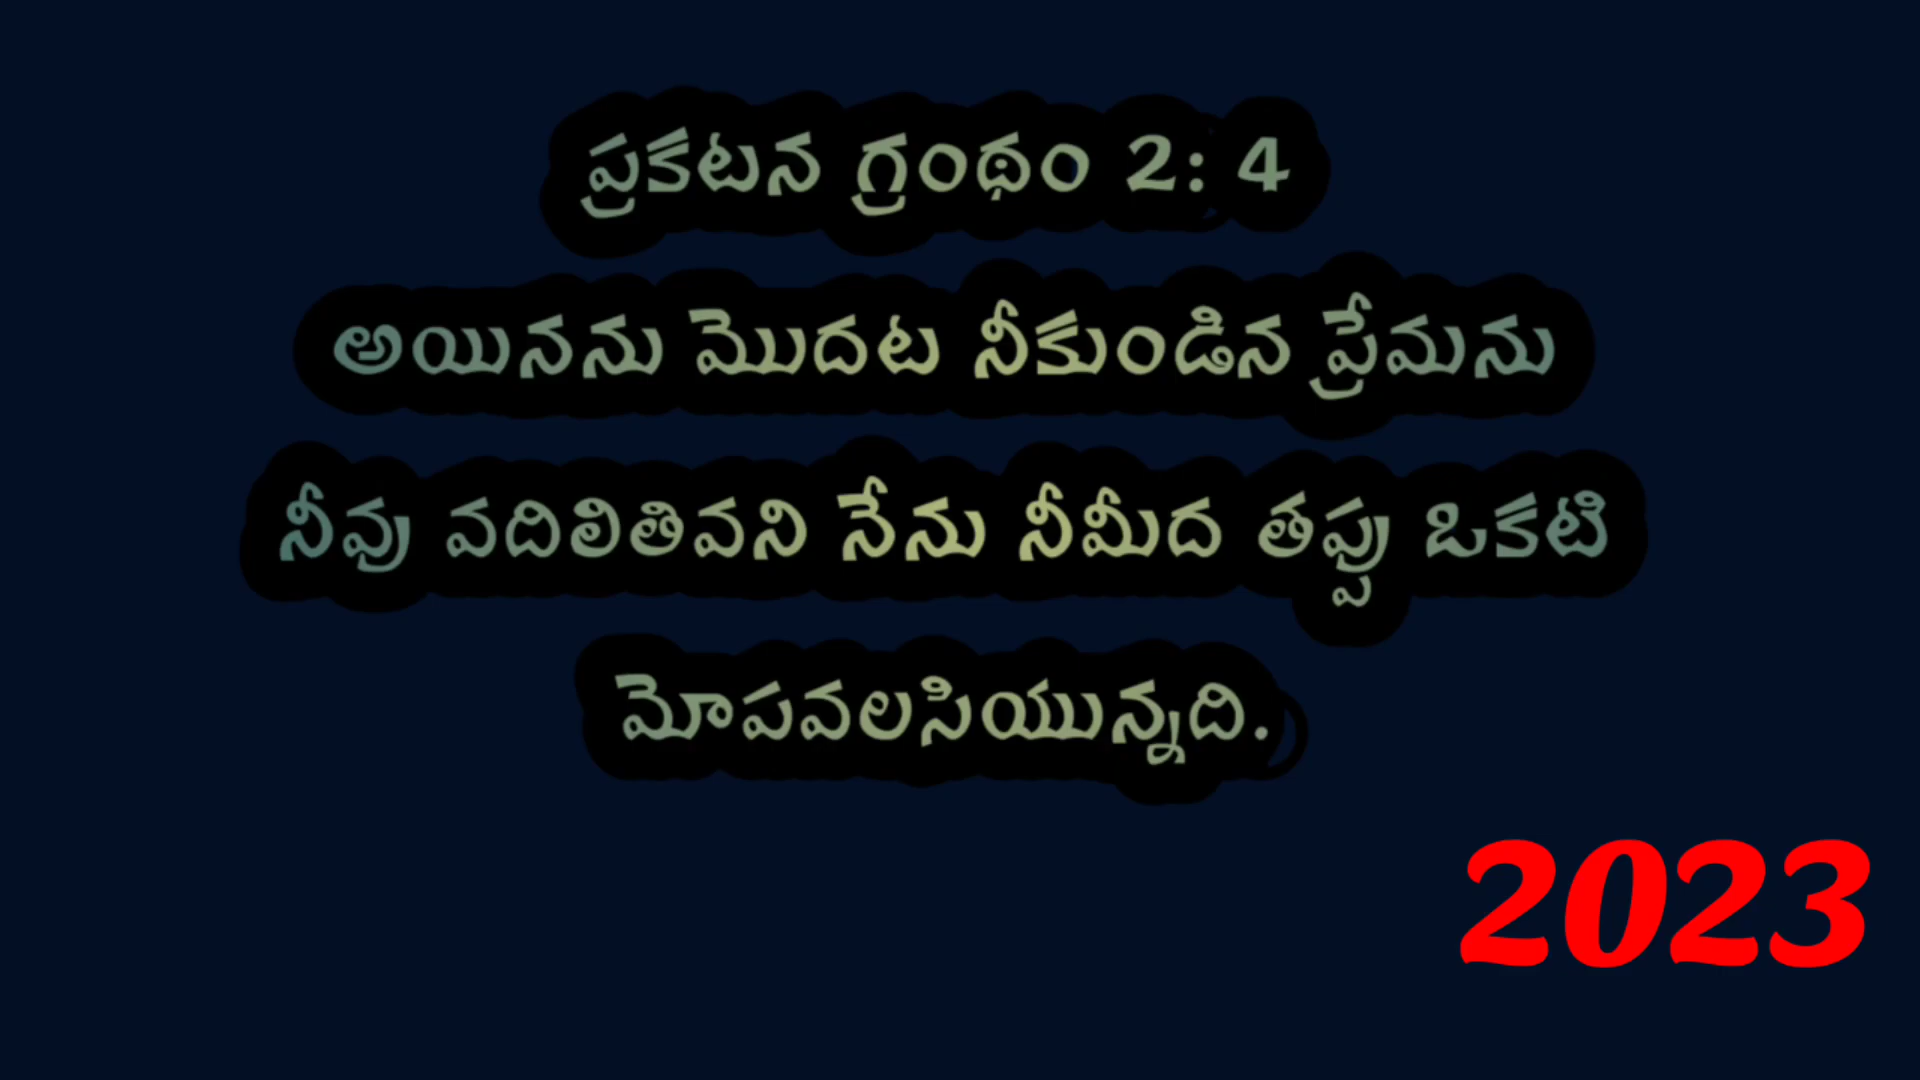 ప్రకటన గ్రంథం 2: 4
అయినను మొదట నీకుండిన ప్రేమను
నీవు వదిలితివని నేను నీమీద తప్పు ఒకటి
మోపవలసియున్నది.
2023